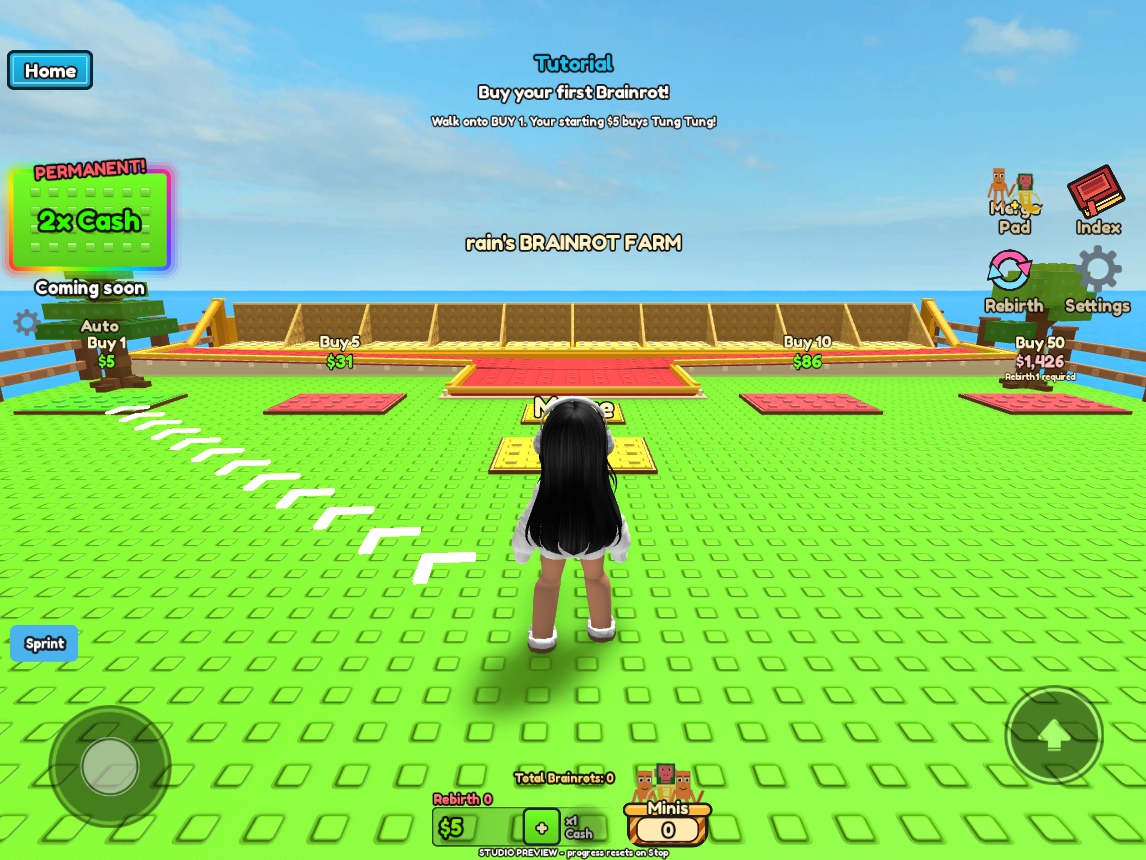 Home
Tutorial
Buy your first Brainrot!
Walk onto BUY 1. Your starting $5 buys Tung Tung!
PERMANENT!
2x Cash
Coming soon
Merge
Pad
Index
rain's BRAINROT FARM
Rebirth
Settings
Auto
Buy 1
$5
Buy 5
$31
Buy 10
$86
Buy 50
$1,426
Rebirth 1 required
Sprint
Total Brainrots: 0
Rebirth 0
$5
+
x1
Cash
Minis
0
STUDIO PREVIEW - progress resets on Stop